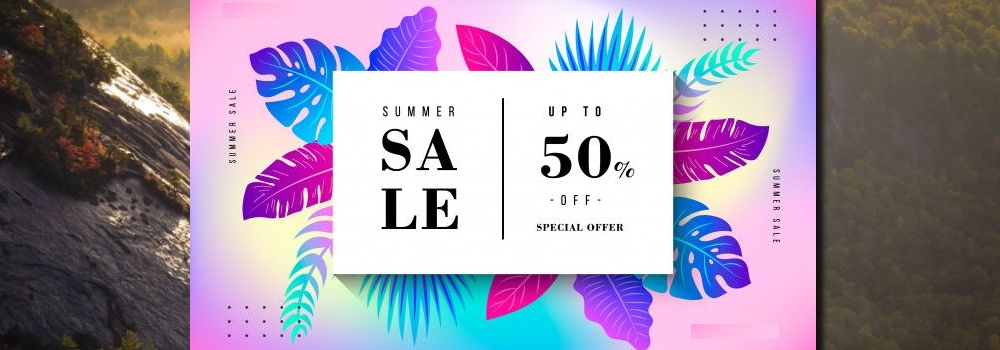 SUMMER SALE
SUMMER
SA
LE
UP TO
50%
-OFF-
SPECIAL OFFER
SUMMER SALE